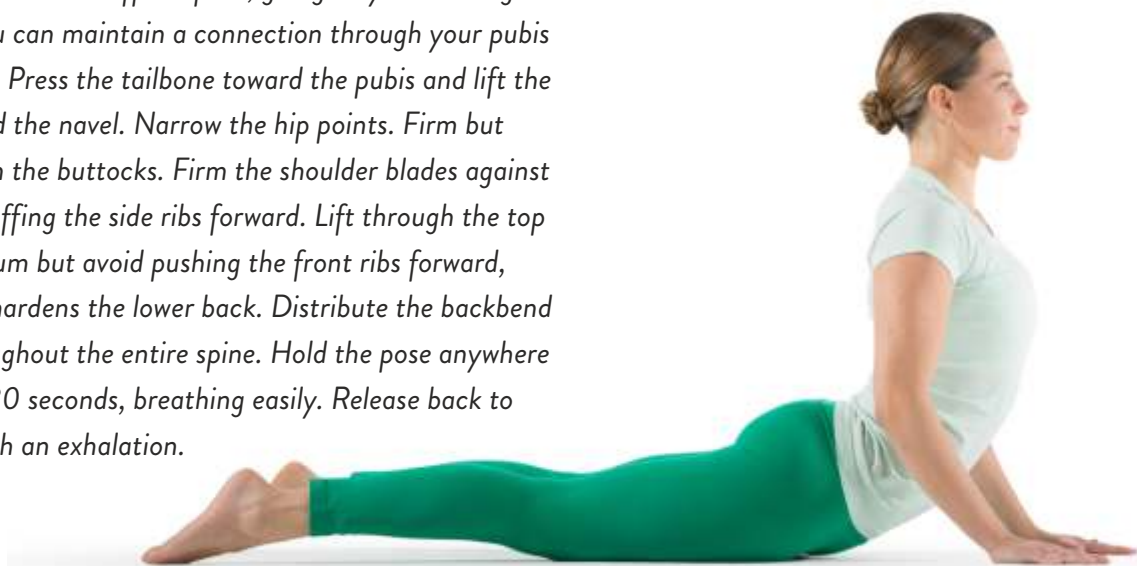 can maintain a connection through your pubis
Press the tailbone toward the pubis and lift the
the navel. Narrow the hip points. Firm but
the buttocks. Firm the shoulder blades against
the side ribs forward. Lift through the top
but avoid pushing the front ribs forward,
hardens the lower back. Distribute the backbend
the entire spine. Hold the pose anywhere
seconds, breathing easily. Release back to
an exhalation.